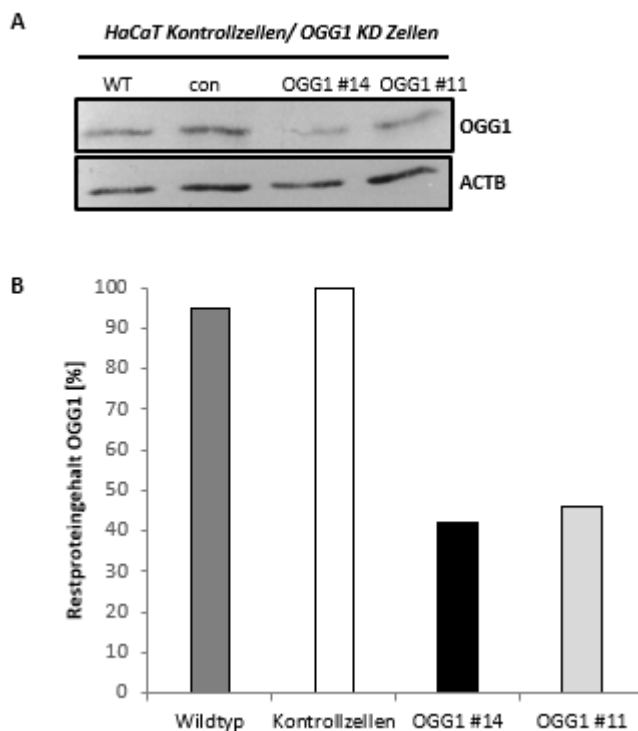 A
HaCaT Kontrollzellen/ OGG1 KD Zellen
WT con OGG1 #14 OGG1 #11
OGG1
ACTB
B
Restproteingehalt OGG1 [%]
100
90
80
70
60
50
40
30
20
10
0
Wildtyp Kontrollzellen OGG1 #14 OGG1 #11